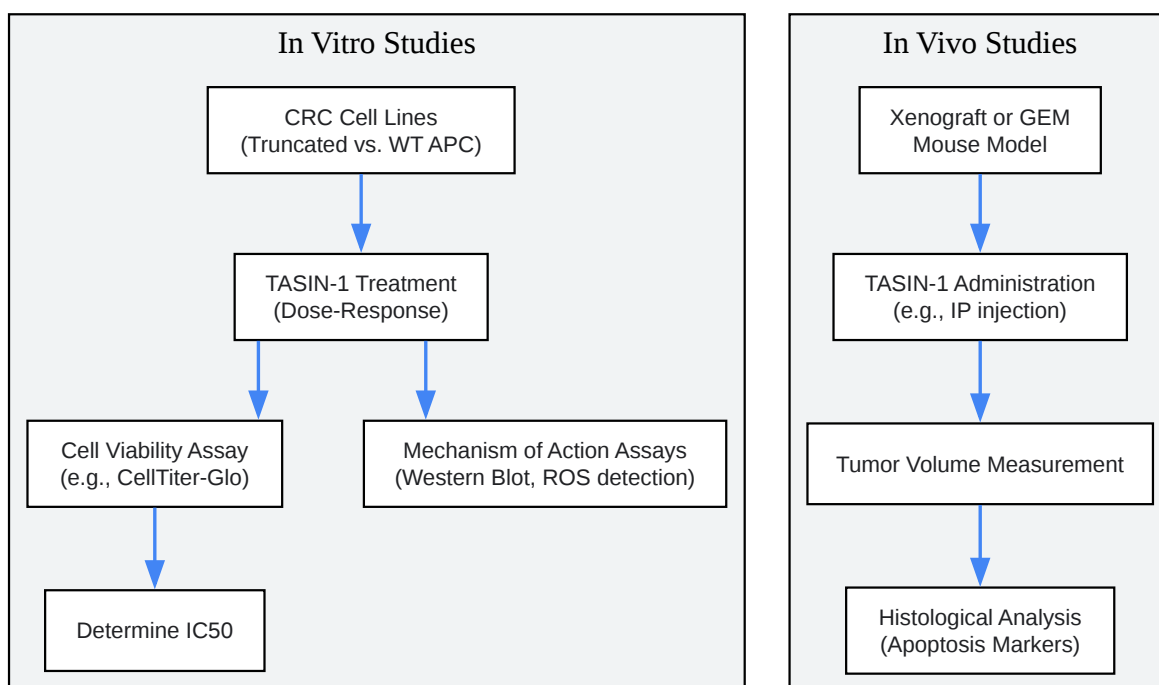 In Vitro Studies
CRC Cell Lines
(Truncated vs. WT APC)
TASIN-1 Treatment
(Dose-Response)
Cell Viability Assay
(e.g., CellTiter-Glo)
Mechanism of Action Assays
(Western Blot, ROS detection)
Determine IC50
In Vivo Studies
Xenograft or GEM
Mouse Model
TASIN-1 Administration
(e.g., IP injection)
Tumor Volume Measurement
Histological Analysis
(Apoptosis Markers)